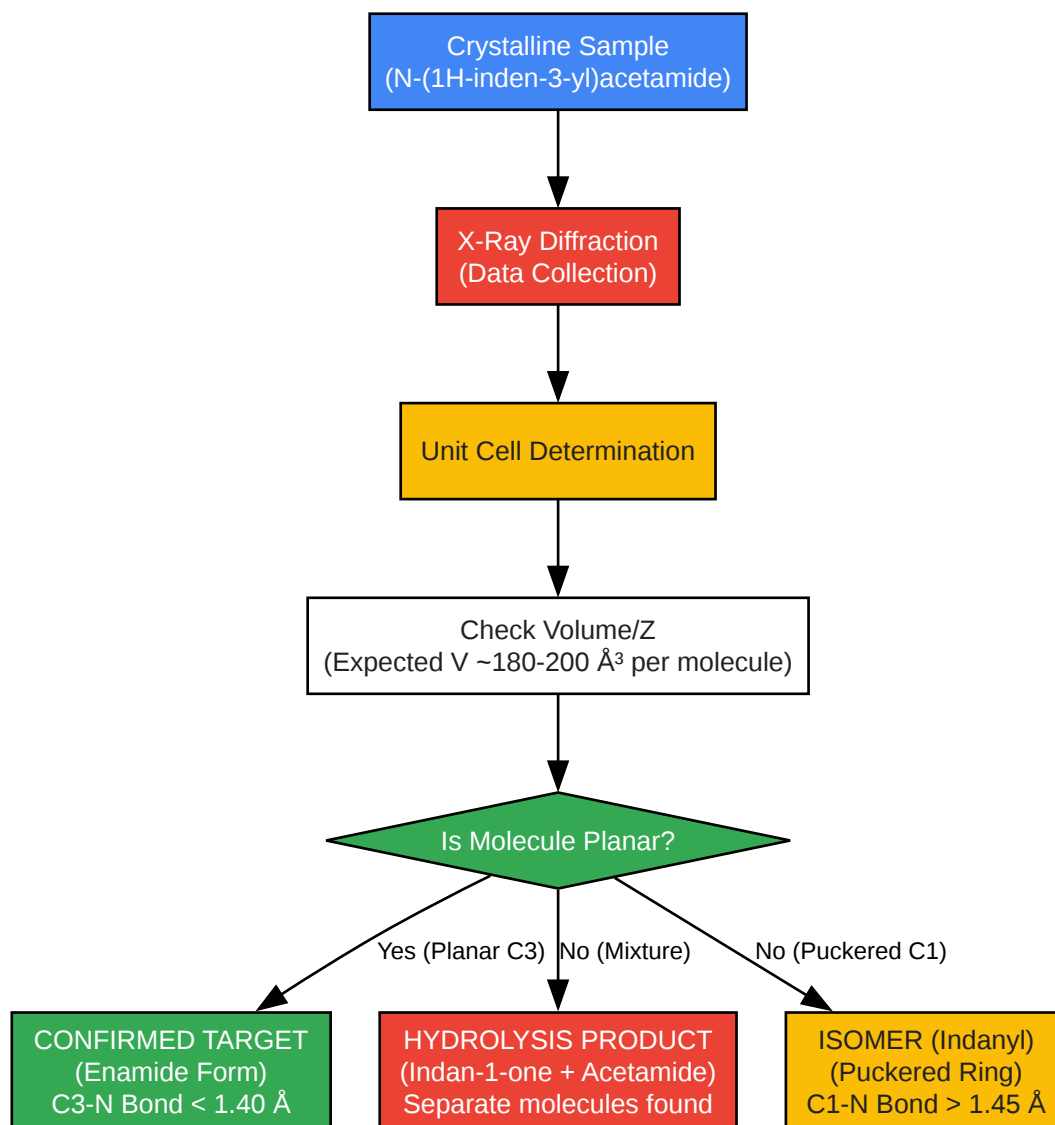 Crystalline Sample
(N-(1H-inden-3-yl)acetamide)
X-Ray Diffraction
(Data Collection)
Unit Cell Determination
Check Volume/Z
(Expected V ~180-200 Å³ per molecule)
Is Molecule Planar?
Yes (Planar C3)
No (Mixture)
No (Puckered C1)
CONFIRMED TARGET
(Enamide Form)
C3-N Bond < 1.40 Å
HYDROLYSIS PRODUCT
(Indan-1-one + Acetamide)
Separate molecules found
ISOMER (Indanyl)
(Puckered Ring)
C1-N Bond > 1.45 Å